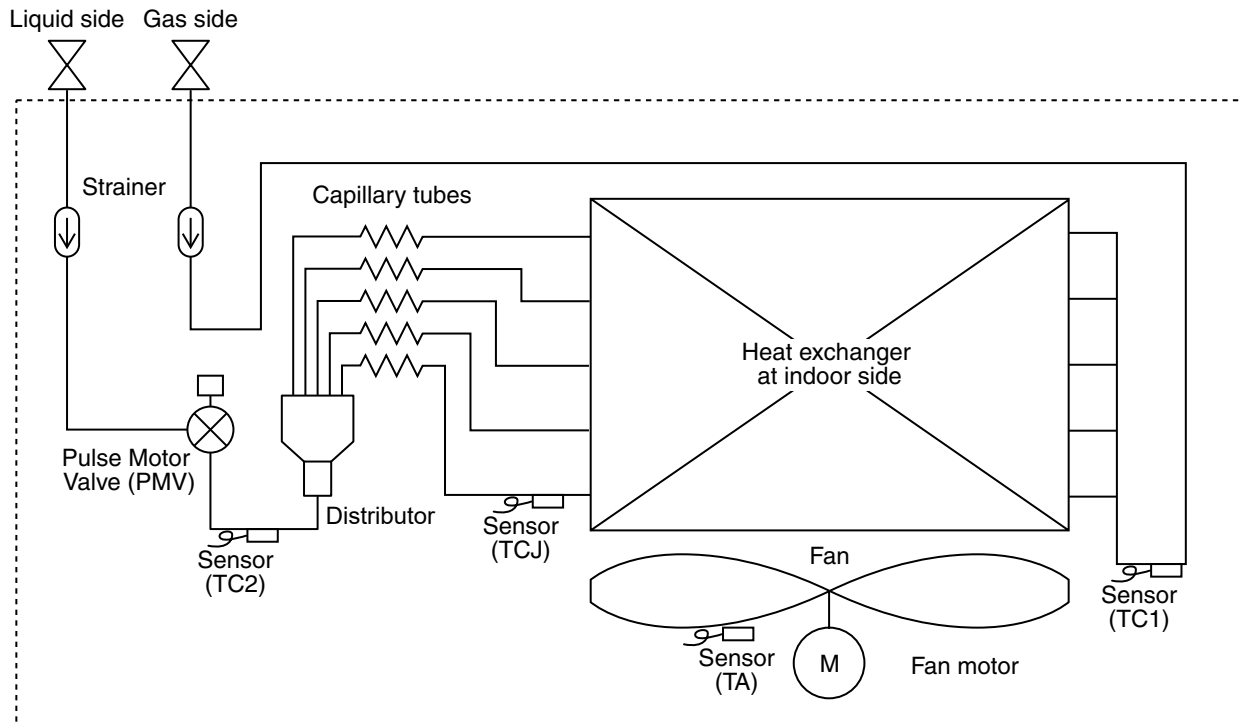 Liquid side
Gas side
Strainer
Capillary tubes
Heat exchanger
at indoor side
Pulse Motor
Valve (PMV)
Distributor
Sensor
(TCJ)
Sensor
(TC2)
Fan
Sensor
(TC1)
Sensor
(TA)
M
Fan motor